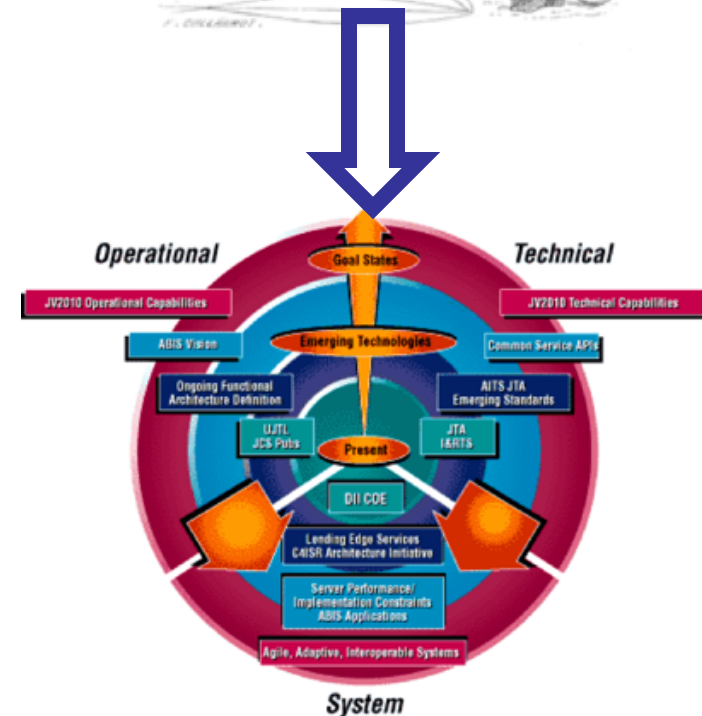 Operational
Technical
Goal States
JV2010 Operational Capabilities
JV2010 Technical Capabilities
Emerging Technologies
ABIS Vision
Common Service APIs
Ongoing Functional
Architecture Definition
AITS JTA
Emerging Standards
UJTL
JCS Pubs
JTA
I&RTS
Present
DII COE
Lending Edge Services
C4ISR Architecture Initiative
Server Performance/
Implementation Constraints
ABIS Applications
Agile, Adaptive, Interoperable Systems
System